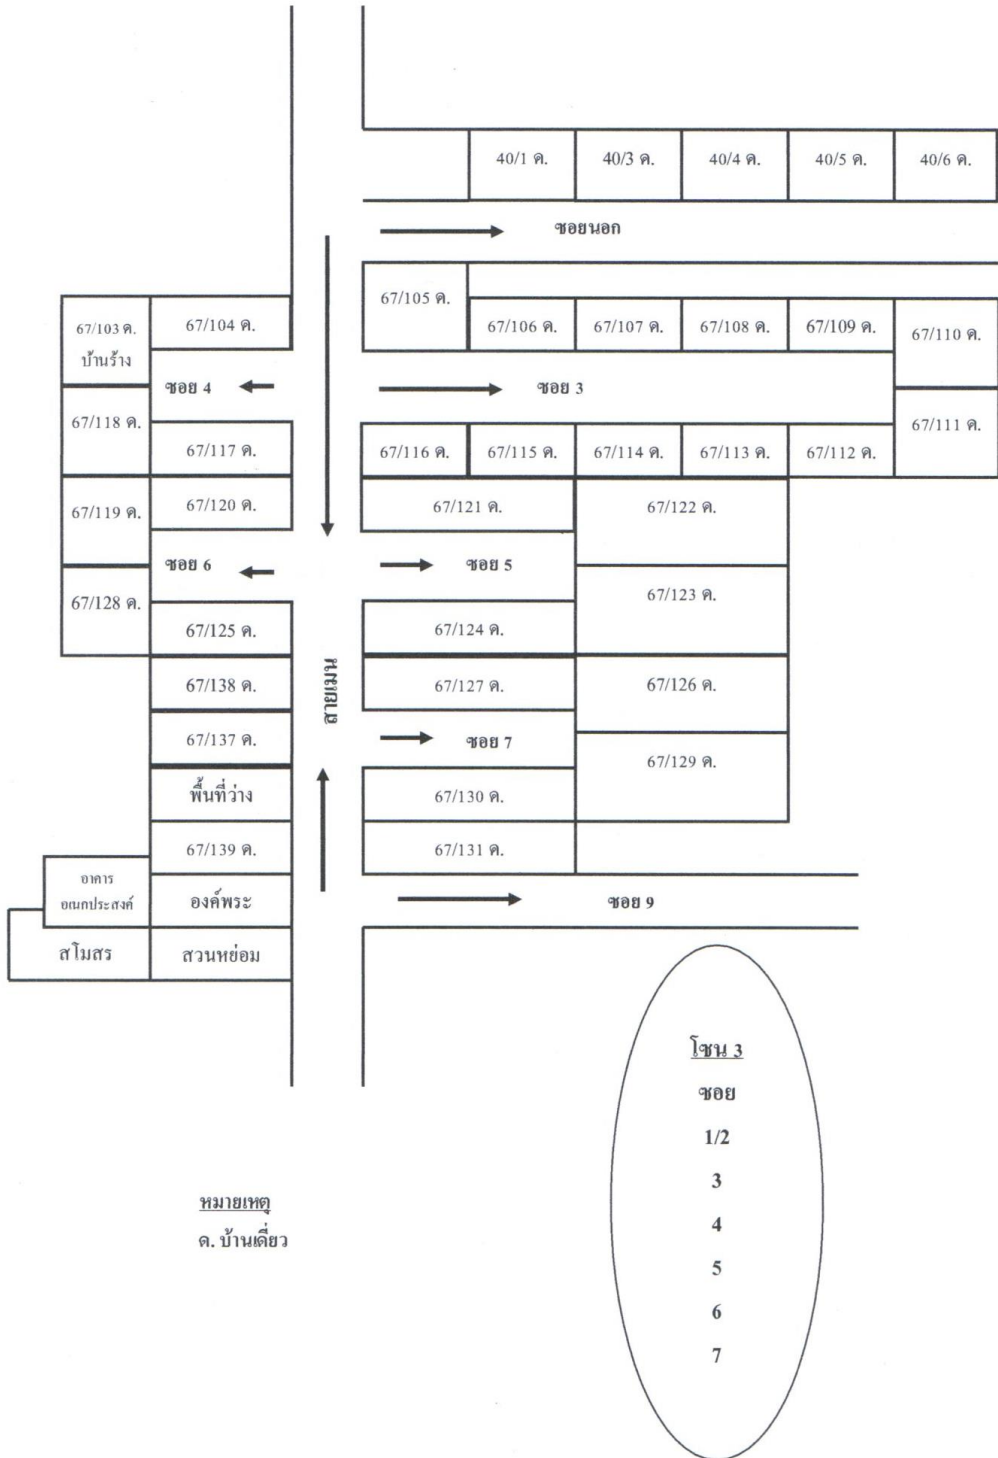 40/1 ค. 40/3 ค. 40/4 ค. 40/5 ค. 40/6 ค.
ซอยนอก
67/105 ค.
67/103 ค. 67/104 ค. 67/106 ค. 67/107 ค. 67/108 ค. 67/109 ค. 67/110 ค.
บ้านร้าง
ซอย 4 ซอย 3
67/118 ค. 67/111 ค.
67/117 ค. 67/116 ค. 67/115 ค. 67/114 ค. 67/113 ค. 67/112 ค.
67/119 ค. 67/120 ค. 67/121 ค. 67/122 ค.
ซอย 6 ซอย 5
67/128 ค. 67/123 ค.
67/125 ค. 67/124 ค.
สายเมน
67/138 ค. 67/127 ค. 67/126 ค.
67/137 ค. ซอย 7
67/129 ค.
พื้นที่ว่าง 67/130 ค.
67/139 ค. 67/131 ค.
อาคาร
อเนกประสงค์ องค์พระ ซอย 9
สโมสร สวนหย่อม
โซน 3
ซอย
1/2
3
4
5
6
7
หมายเหตุ
ค. บ้านเดี่ยว